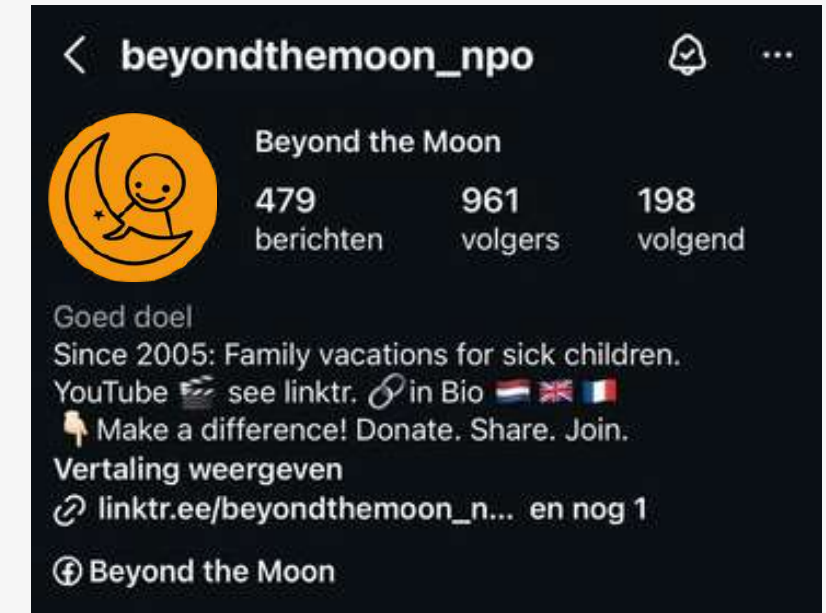 beyondthemoon_npo
Beyond the Moon
479 961 198
berichten volgers volgend
Goed doel
Since 2005: Family vacations for sick children.
YouTube 🎬 see linktr. 🔗in Bio 🇳🇱 🇬🇧 🇫🇷
👇🏻 Make a difference! Donate. Share. Join.
Vertaling weergeven
linktr.ee/beyondthemoon_n... en nog 1
Beyond the Moon